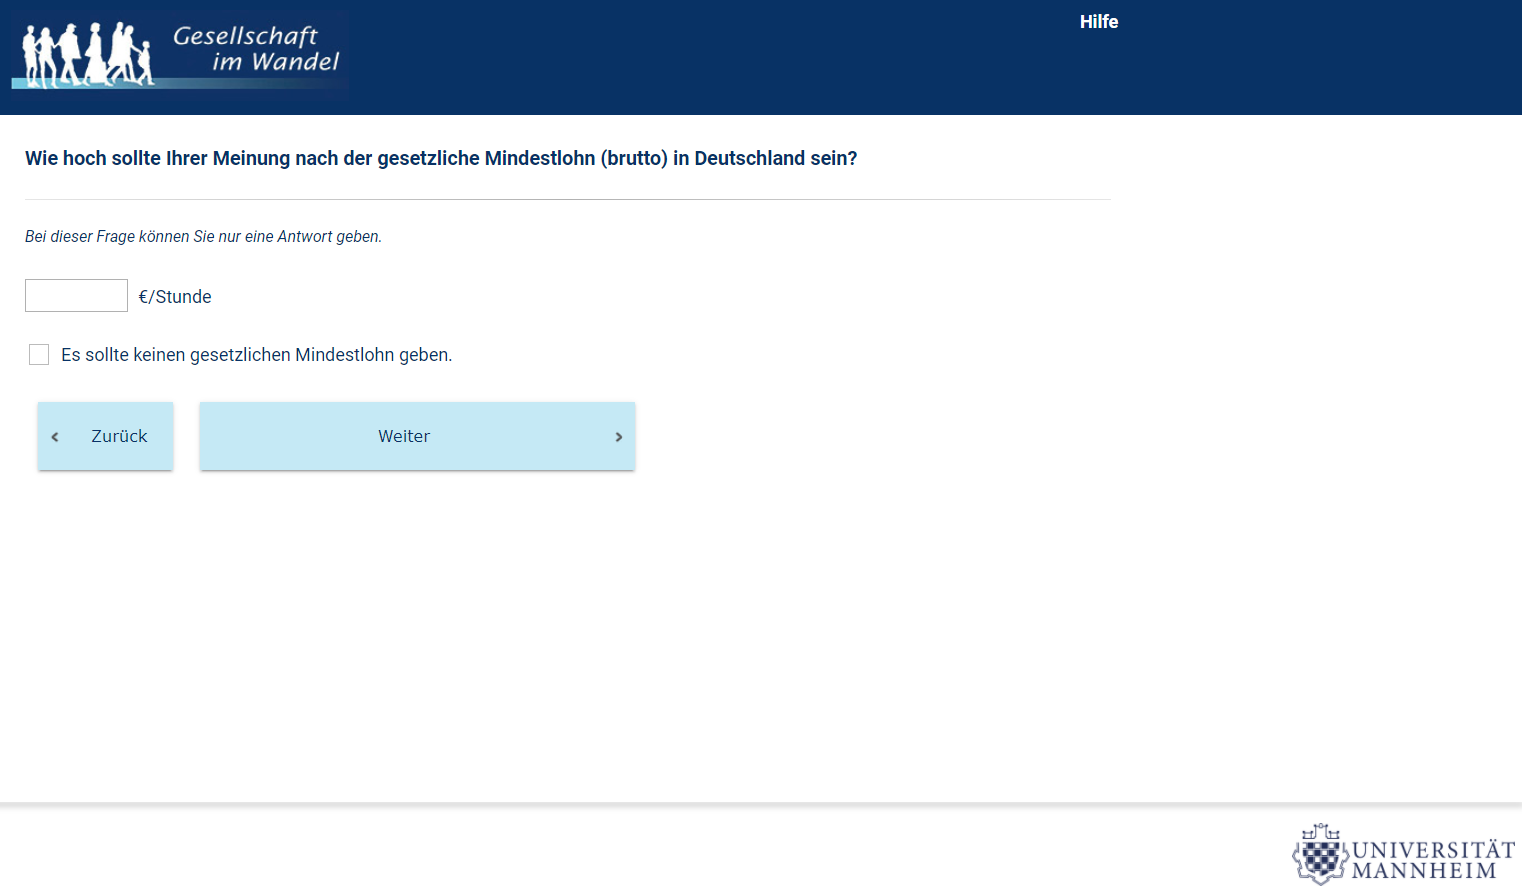 Gesellschaft
im Wandel
Hilfe
Wie hoch sollte Ihrer Meinung nach der gesetzliche Mindestlohn (brutto) in Deutschland sein?
Bei dieser Frage können Sie nur eine Antwort geben.
€/Stunde
Es sollte keinen gesetzlichen Mindestlohn geben.
Zurück
Weiter
UNIVERSITÄT
MANNHEIM